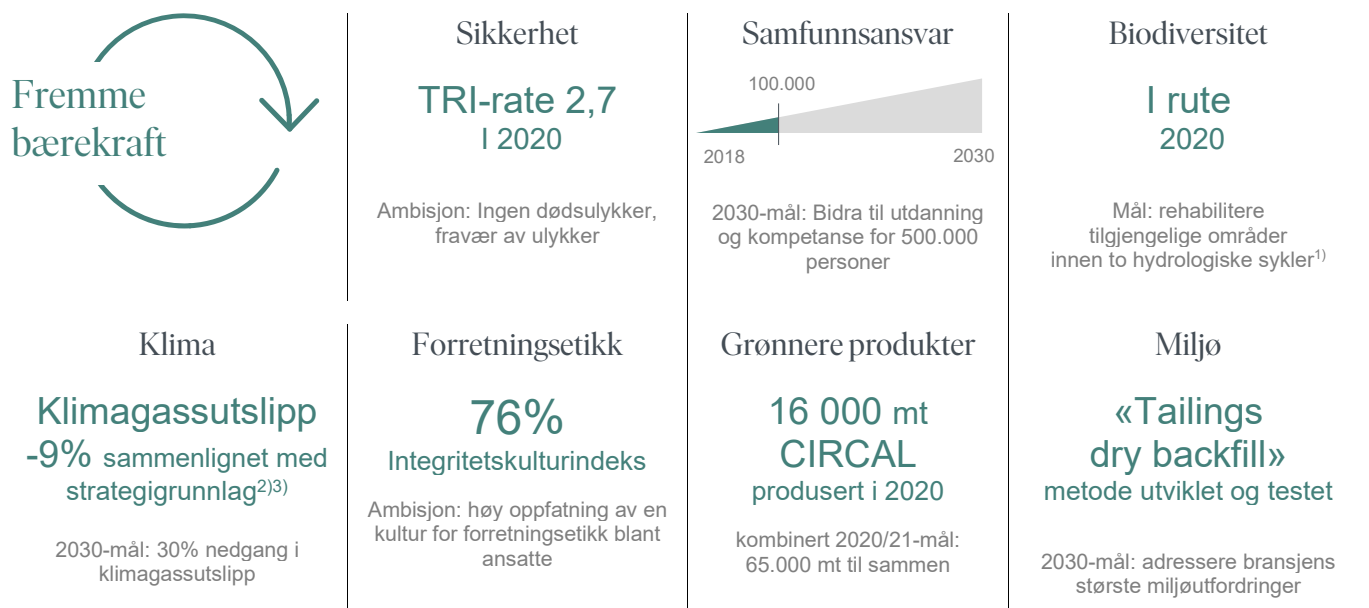 Fremme
bærekraft
Sikkerhet
TRI-rate 2,7
I 2020
Ambisjon: Ingen dødsulykker,
fravær av ulykker
Samfunnsansvar
100.000
2018
2030
2030-mål: Bidra til utdanning
og kompetanse for 500.000
personer
Biodiversitet
I rute
2020
Mål: rehabilitere
tilgjengelige områder
innen to hydrologiske sykler1)
Klima
Klimagassutslipp
-9% sammenlignet med
strategigrunnlag2)3)
2030-mål: 30% nedgang i
klimagassutslipp
Forretningsetikk
76%
Integritetskulturindeks
Ambisjon: høy oppfatning av en
kultur for forretningsetikk blant
ansatte
Grønnere produkter
16 000 mt
CIRCAL
produsert i 2020
kombinert 2020/21-mål:
65.000 mt til sammen
Miljø
«Tailings
dry backfill»
metode utviklet og testet
2030-mål: adressere bransjens
største miljøutfordringer